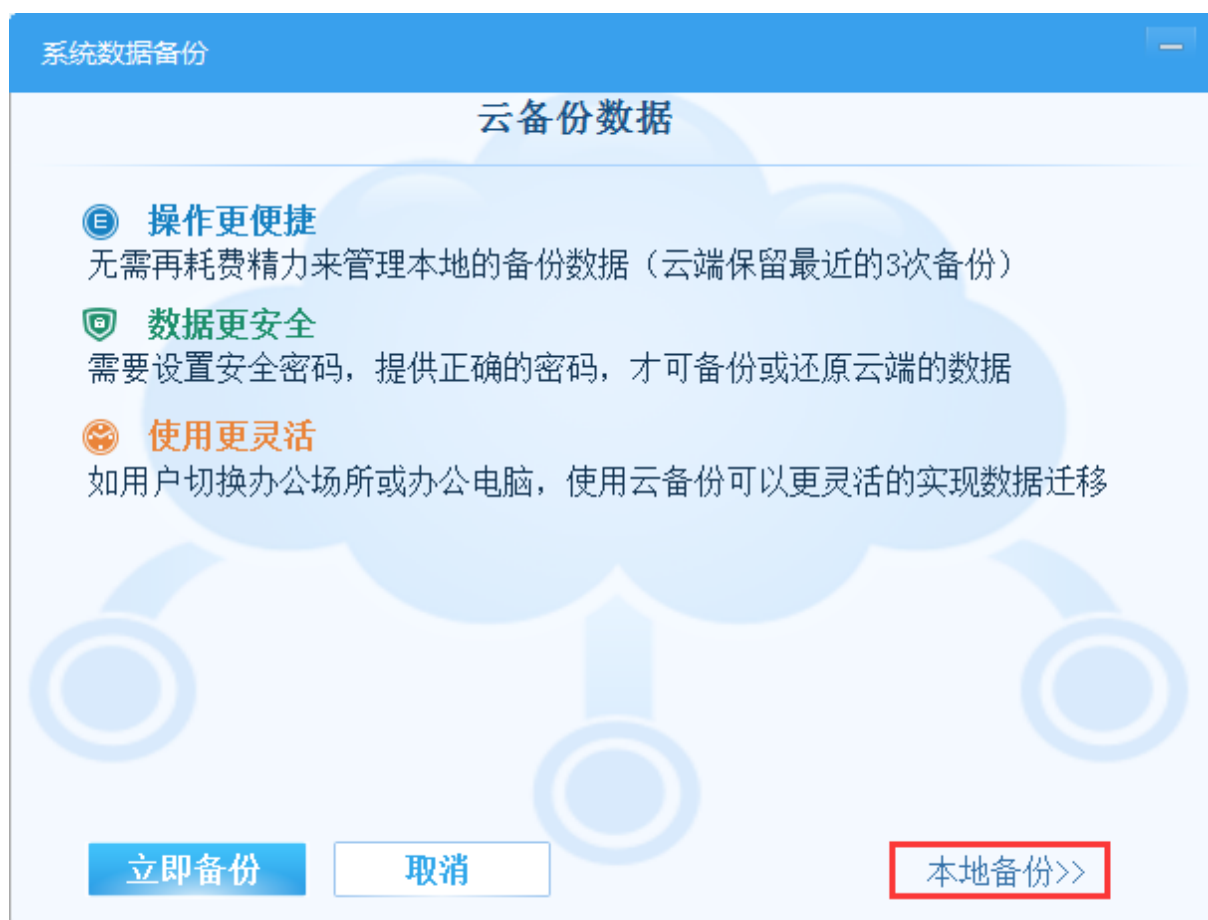 系统数据备份
云备份数据
E 操作更便捷
无需再耗费精力来管理本地的备份数据（云端保留最近的3次备份）
数据更安全
需要设置安全密码，提供正确的密码，才可备份或还原云端的数据
使用更灵活
如用户切换办公场所或办公电脑，使用云备份可以更灵活的实现数据迁移
立即备份 取消 本地备份>>